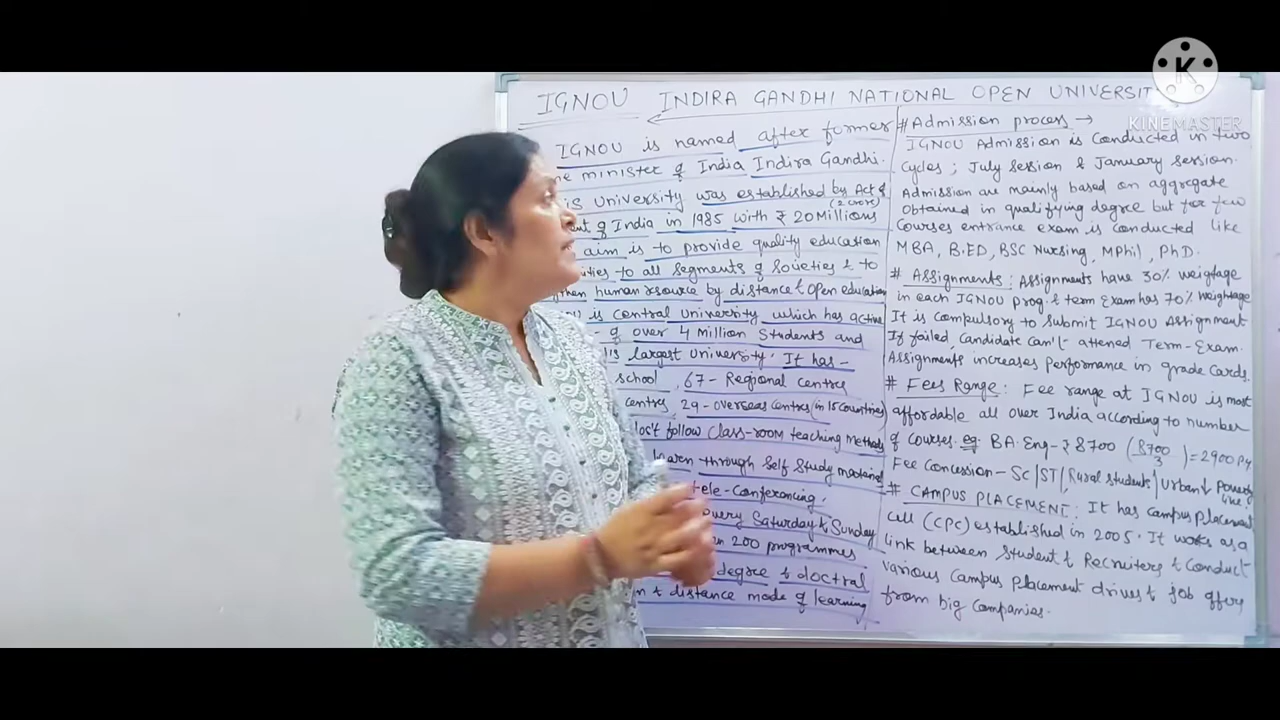 IGNOU INDIRA GANDHI NATIONAL OPEN UNIVERSIT
KINEMASTER
IGNOU is named after former
minister of India Indira Gandhi.
is University was established by Act of
(2 crore)
of India in 1985 with ₹ 20 Millions
aim is to provide quality education
to all segments of Societies & to
human resource by distance & Open education
is central university which has active
of over 4 Million Students and
largest university. It has-
school, 67- Regional centres
centres, 29- overseas centres (in 15 countries)
follow class-room teaching methods
learn through Self Study material
tele-Conferencing.
every Saturday & Sunday
200 programmes
degree & doctral
& distance mode of learning
# Admission process →
IGNOU Admission is Conducted in two
Cycles; July session & January session.
Admission are mainly based on aggregate
Obtained in qualifying degree but for few
Courses entrance exam is conducted like
MBA, B.ED, BSC Nursing, MPhil, PhD.
# Assignments: Assignments have 30% weightage
in each IGNOU Prog. & term Exam has 70% weightage
It is Compulsory to Submit IGNOU Assignment
If failed, Candidate Can't attened Term-Exam.
Assignments increases performance in grade cards.
# Fees Range: Fee range at IGNOU is most
affordable all over India according to number
of Courses. eg BA. Eng - ₹ 8700 (8700/3) = 2900 Py
Fee Concession - SC/ST/Rural students/Urban↓ Poverty
line.
# CAMPUS PLACEMENT: It has Campus Placement
Cell (CPC) established in 2005. It works as a
link between Student & Recruiters & Conduct
various Campus placement drives & job offers
from big Companies.